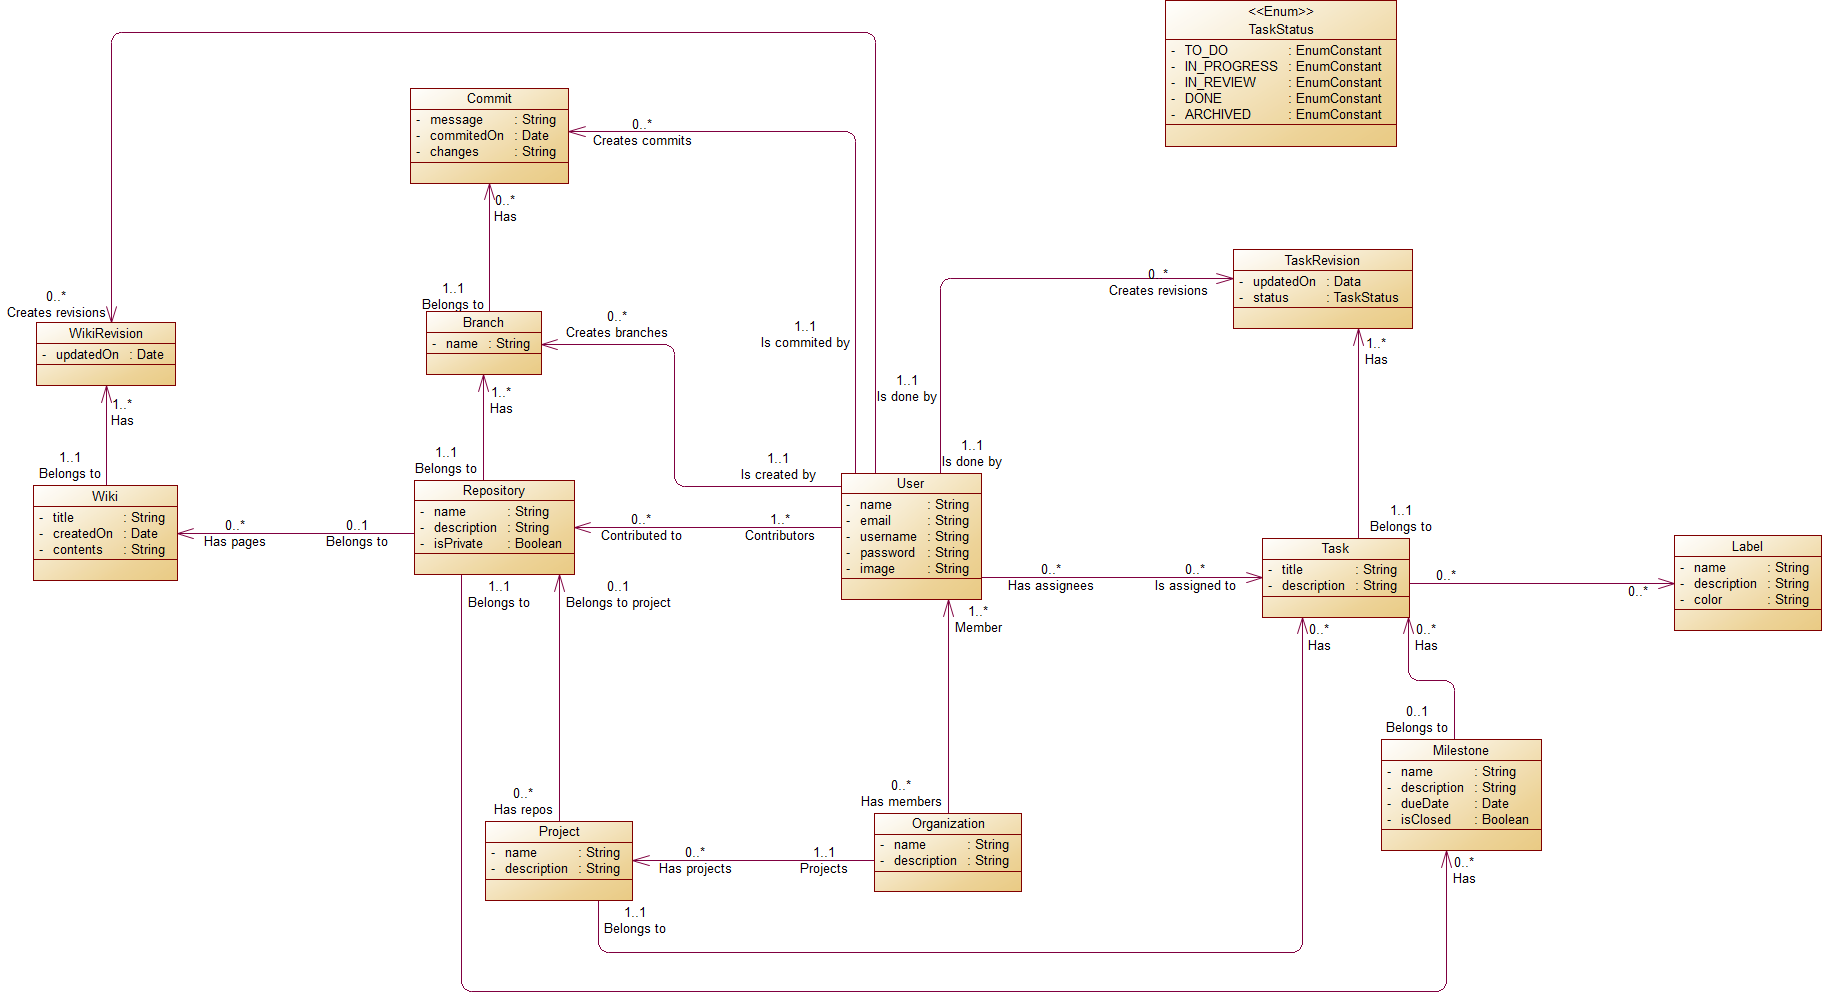 <<Enum>>
TaskStatus
- TO_DO : EnumConstant
- IN_PROGRESS : EnumConstant
- IN_REVIEW : EnumConstant
- DONE : EnumConstant
- ARCHIVED : EnumConstant
Commit
- message : String
- commitedOn : Date
- changes : String
0..*
Creates commits
0..*
Has
1..1
Belongs to
Branch
- name : String
0..*
Creates branches
1..1
Is commited by
0..*
Creates revisions
WikiRevision
- updatedOn : Date
1..*
Has
1..1
Belongs to
Wiki
- title : String
- createdOn : Date
- contents : String
0..*
Has pages
0..1
Belongs to
1..*
Has
1..1
Belongs to
Repository
- name : String
- description : String
- isPrivate : Boolean
1..1
Is created by
1..1
Is done by
1..1
Is done by
0..*
Contributed to
1..*
Contributors
User
- name : String
- email : String
- username : String
- password : String
- image : String
0..*
Creates revisions
TaskRevision
- updatedOn : Data
- status : TaskStatus
1..*
Has
1..1
Belongs to
Task
- title : String
- description : String
0..*
Has assignees
0..*
Is assigned to
0..*
0..*
Label
- name : String
- description : String
- color : String
1..1
Belongs to
0..1
Belongs to project
1..*
Member
0..*
Has
0..*
Has
0..1
Belongs to
Milestone
- name : String
- description : String
- dueDate : Date
- isClosed : Boolean
0..*
Has
0..*
Has repos
Project
- name : String
- description : String
0..*
Has projects
1..1
Projects
0..*
Has members
Organization
- name : String
- description : String
1..1
Belongs to